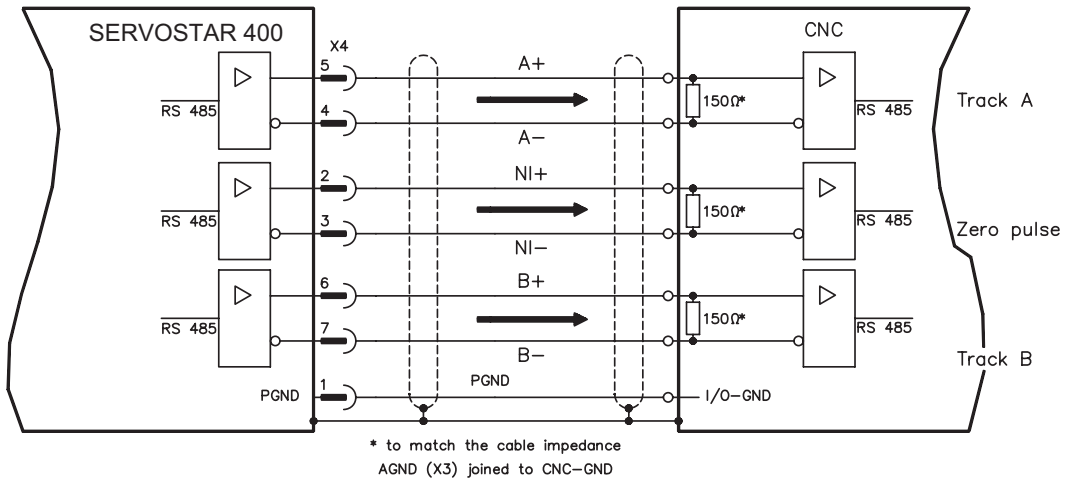 SERVOSTAR 400
X4
CNC
5
A+
RS 485
150Ω*
RS 485
Track A
4
A-
2
NI+
RS 485
150Ω*
RS 485
3
NI-
Zero pulse
6
B+
RS 485
150Ω*
RS 485
7
B-
Track B
PGND
1
PGND
I/O-GND
* to match the cable impedance
AGND (X3) joined to CNC-GND